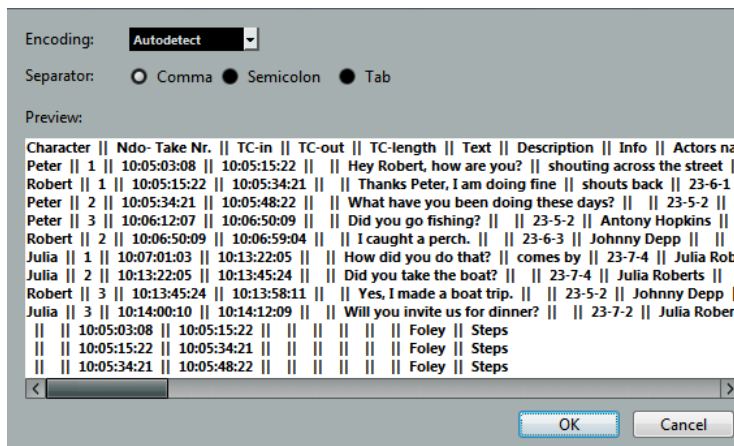 Encoding: Autodetect
Separator: Comma Semicolon Tab
Preview:
Character || Ndo- Take Nr. || TC-in || TC-out || TC-length || Text || Description || Info || Actors na
Peter || 1 || 10:05:03:08 || 10:05:15:22 || || Hey Robert, how are you? || shouting across the street |
Robert || 1 || 10:05:15:22 || 10:05:34:21 || || Thanks Peter, I am doing fine || shouts back || 23-6-1
Peter || 2 || 10:05:34:21 || 10:05:48:22 || || What have you been doing these days? || || 23-5-2 ||
Peter || 3 || 10:06:12:07 || 10:06:50:09 || || Did you go fishing? || || 23-5-2 || Antony Hopkins ||
Robert || 2 || 10:06:50:09 || 10:06:59:04 || || I caught a perch. || || 23-6-3 || Johnny Depp || ||
Julia || 1 || 10:07:01:03 || 10:13:22:05 || || How did you do that? || comes by || 23-7-4 || Julia Rob
Julia || 2 || 10:13:22:05 || 10:13:45:24 || || Did you take the boat? || || 23-7-4 || Julia Roberts ||
Robert || 3 || 10:13:45:24 || 10:13:58:11 || || Yes, I made a boat trip. || || 23-5-2 || Johnny Depp |
Julia || 3 || 10:14:00:10 || 10:14:12:09 || || Will you invite us for dinner? || || 23-7-2 || Julia Rober
|| || 10:05:03:08 || 10:05:15:22 || || || || || || Foley || Steps
|| || 10:05:15:22 || 10:05:34:21 || || || || || || Foley || Steps
|| || 10:05:34:21 || 10:05:48:22 || || || || || || Foley || Steps
OK Cancel